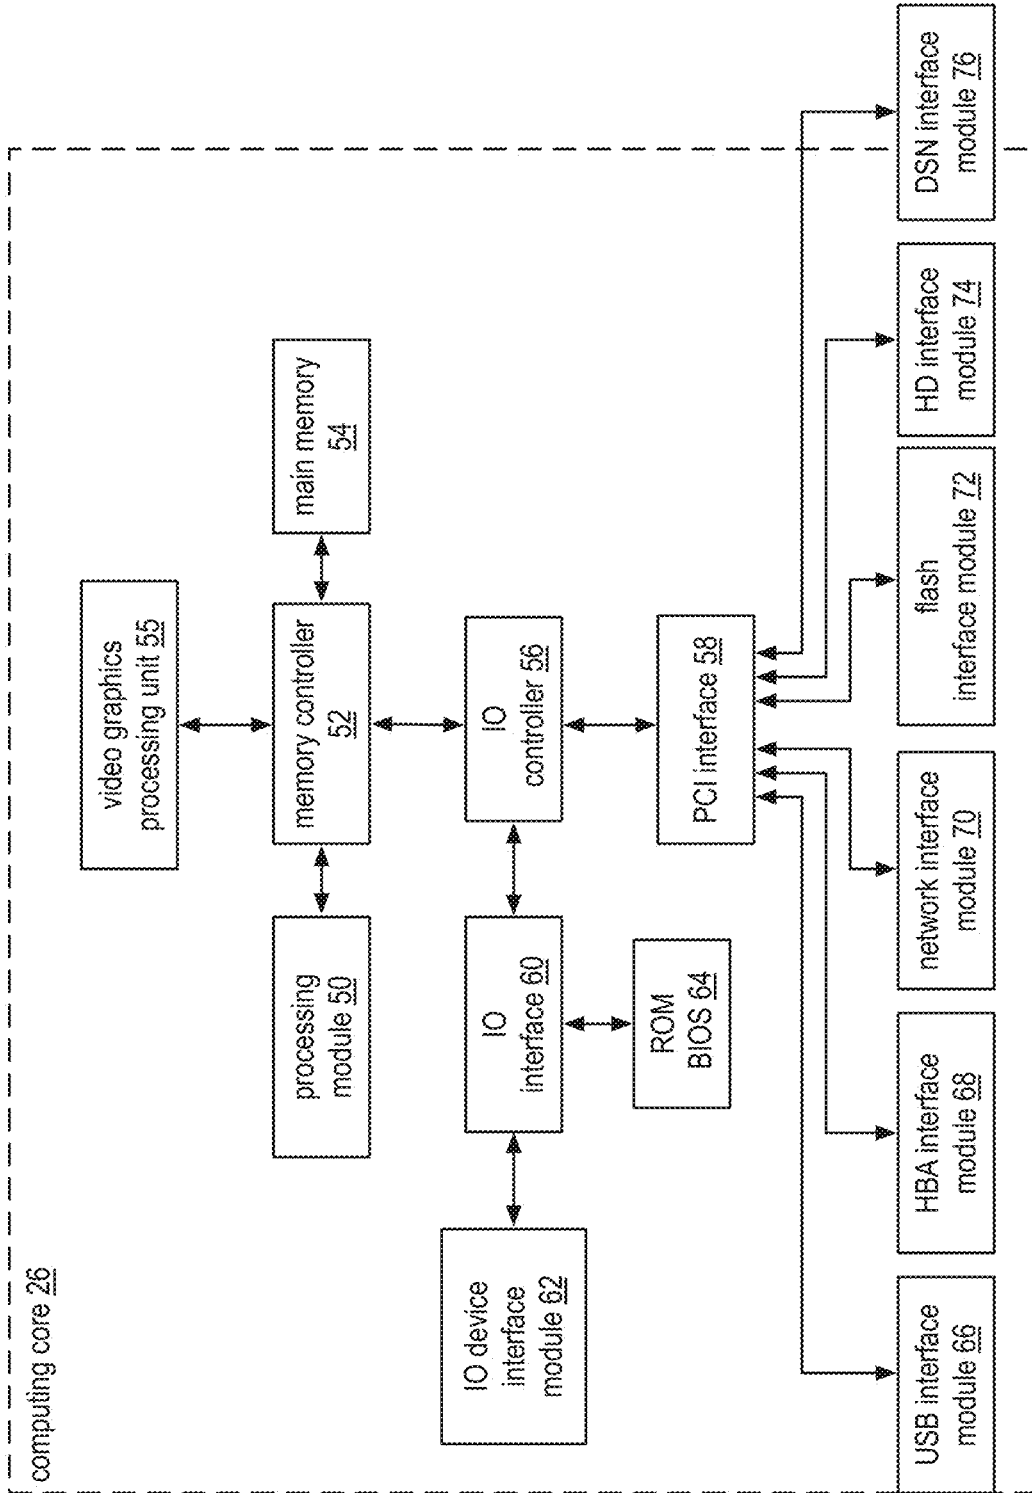 computing core 26
video graphics
processing unit 55
processing
module 50
memory controller
52
main memory
54
IO device
interface
module 62
IO
interface 60
IO
controller 56
ROM
BIOS 64
PCI interface 58
USB interface
module 66
HBA interface
module 68
network interface
module 70
flash
interface module 72
HD interface
module 74
DSN interface
module 76